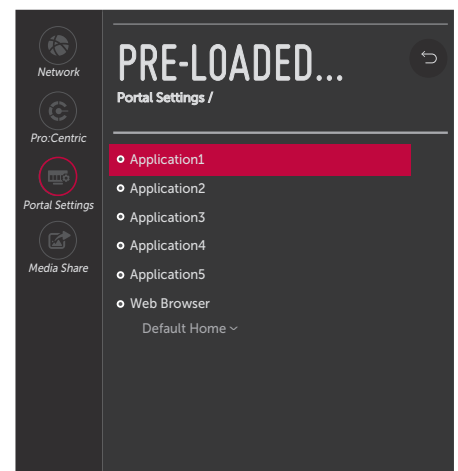 Network
Pro:Centric
Portal Settings
Media Share
PRE-LOADED...
Portal Settings /
Application1
Application2
Application3
Application4
Application5
Web Browser
Default Home